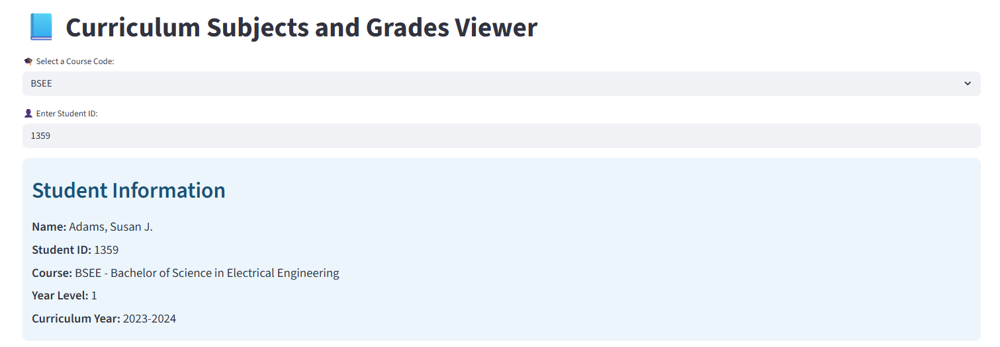 Curriculum Subjects and Grades Viewer
Select a Course Code:
BSEE
Enter Student ID:
1359
Student Information
Name: Adams, Susan J.
Student ID: 1359
Course: BSEE - Bachelor of Science in Electrical Engineering
Year Level: 1
Curriculum Year: 2023-2024